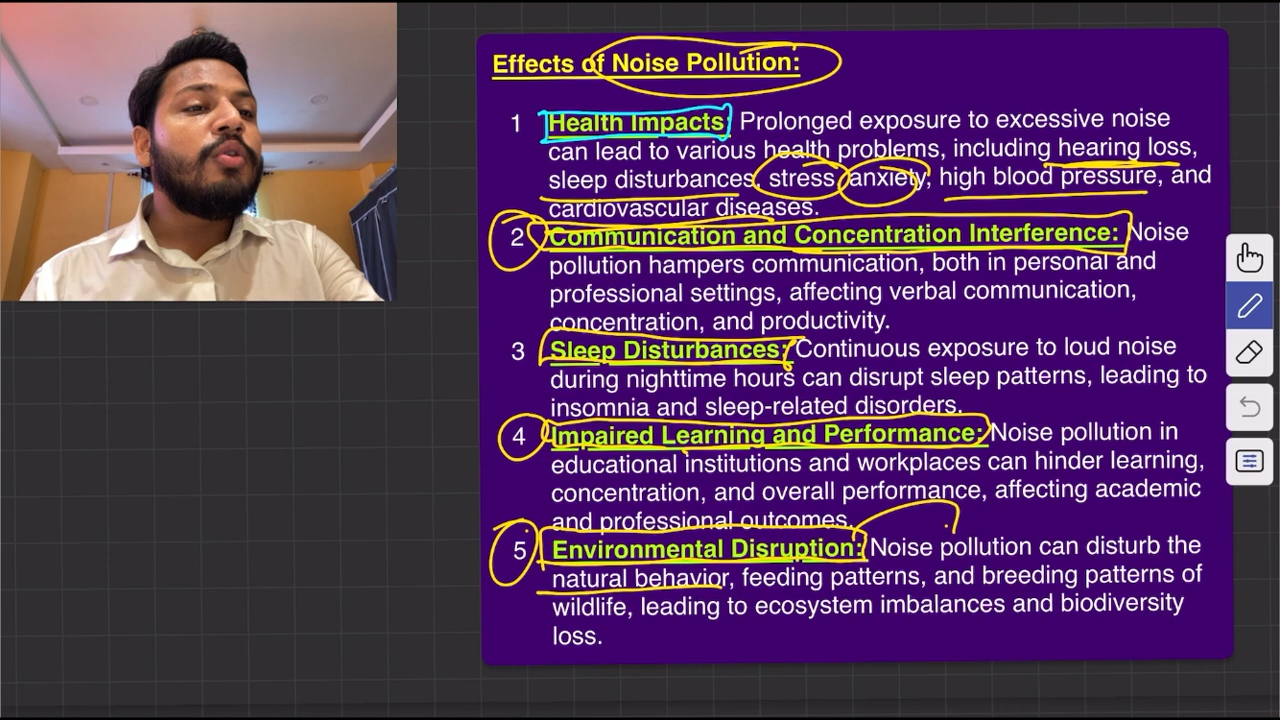 Effects of Noise Pollution:
1 Health Impacts: Prolonged exposure to excessive noise
can lead to various health problems, including hearing loss,
sleep disturbances, stress, anxiety, high blood pressure, and
cardiovascular diseases.
2 Communication and Concentration Interference: Noise
pollution hampers communication, both in personal and
professional settings, affecting verbal communication,
concentration, and productivity.
3 Sleep Disturbances: Continuous exposure to loud noise
during nighttime hours can disrupt sleep patterns, leading to
insomnia and sleep-related disorders.
4 Impaired Learning and Performance: Noise pollution in
educational institutions and workplaces can hinder learning,
concentration, and overall performance, affecting academic
and professional outcomes.
5 Environmental Disruption: Noise pollution can disturb the
natural behavior, feeding patterns, and breeding patterns of
wildlife, leading to ecosystem imbalances and biodiversity
loss.